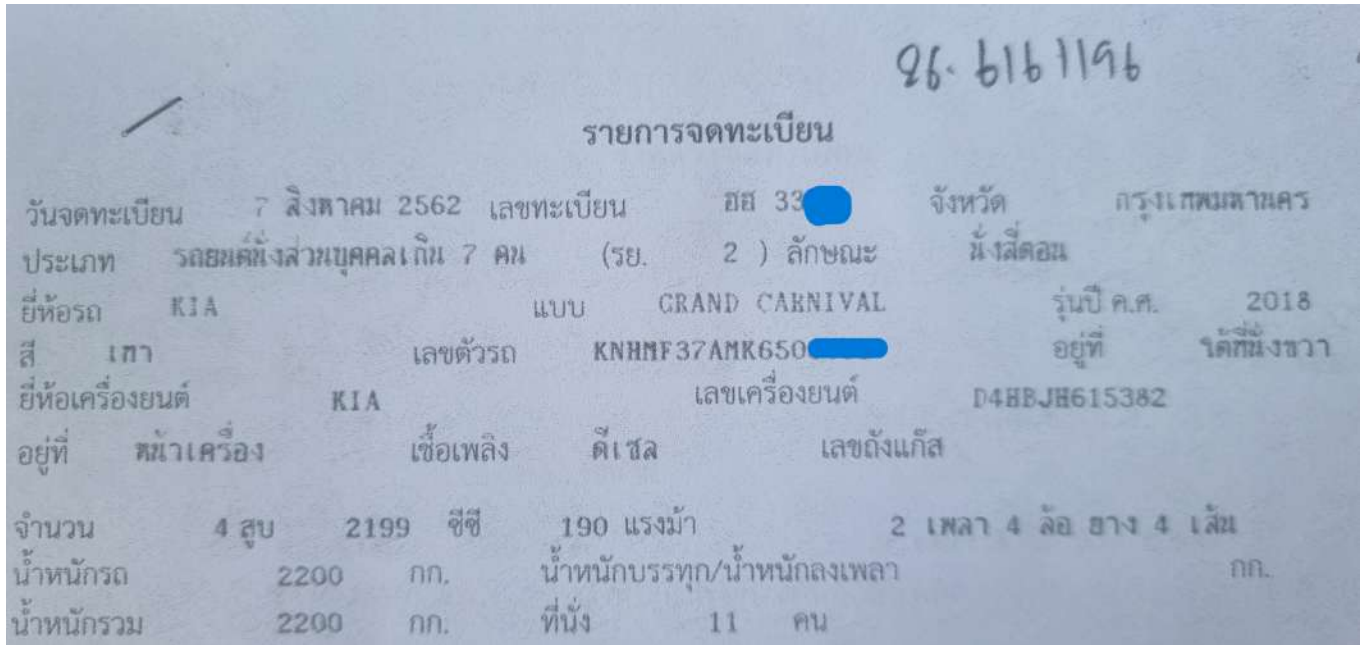 96. 6161196
รายการจดทะเบียน
วันจดทะเบียน 7 สิงหาคม 2562 เลขทะเบียน ฮฮ 33 จังหวัด กรุงเทพมหานคร
ประเภท รถยนต์นั่งส่วนบุคคลเกิน 7 คน (รย. 2 ) ลักษณะ นั่งสี่ตอน
ยี่ห้อรถ KIA แบบ GRAND CARNIVAL รุ่นปี ค.ศ. 2018
สี เทา เลขตัวรถ KNHMF37AMK650 อยู่ที่ ใต้ที่นั่งขวา
ยี่ห้อเครื่องยนต์ KIA เลขเครื่องยนต์ D4HBJH615382
อยู่ที่ หน้าเครื่อง เชื้อเพลิง ดีเซล เลขถังแก๊ส
จำนวน 4 สูบ 2199 ซีซี 190 แรงม้า 2 เพลา 4 ล้อ ยาง 4 เส้น
น้ำหนักรถ 2200 กก. น้ำหนักบรรทุก/น้ำหนักลงเพลา กก.
น้ำหนักรวม 2200 กก. ที่นั่ง 11 คน